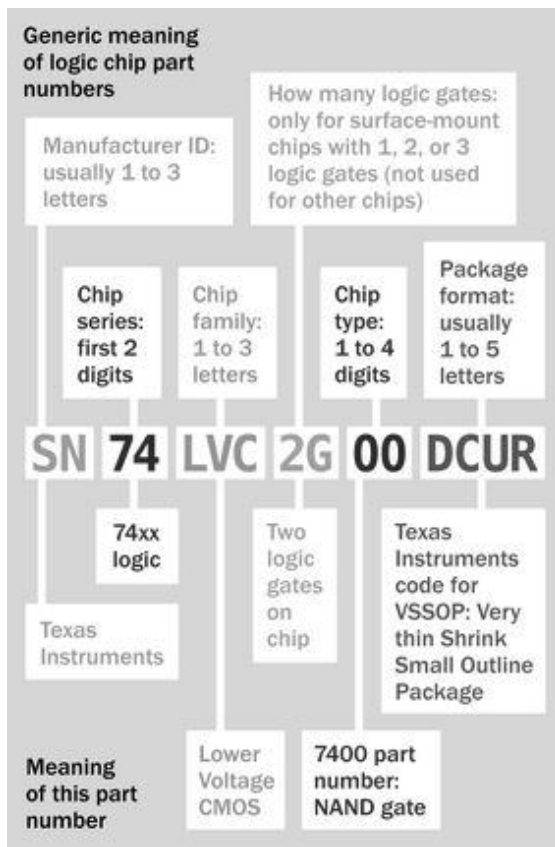 Generic meaning
of logic chip part
numbers
How many logic gates:
only for surface-mount
chips with 1, 2, or 3
logic gates (not used
for other chips)
Manufacturer ID:
usually 1 to 3
letters
Chip
series:
first 2
digits
Chip
family:
1 to 3
letters
Chip
type:
1 to 4
digits
Package
format:
usually
1 to 5
letters
SN 74 LVC 2G 00 DCUR
74xx
logic
Two
logic
gates
on
chip
Texas
Instruments
code for
VSSOP: Very
thin Shrink
Small Outline
Package
Texas
Instruments
Lower
Voltage
CMOS
7400 part
number:
NAND gate
Meaning
of this part
number